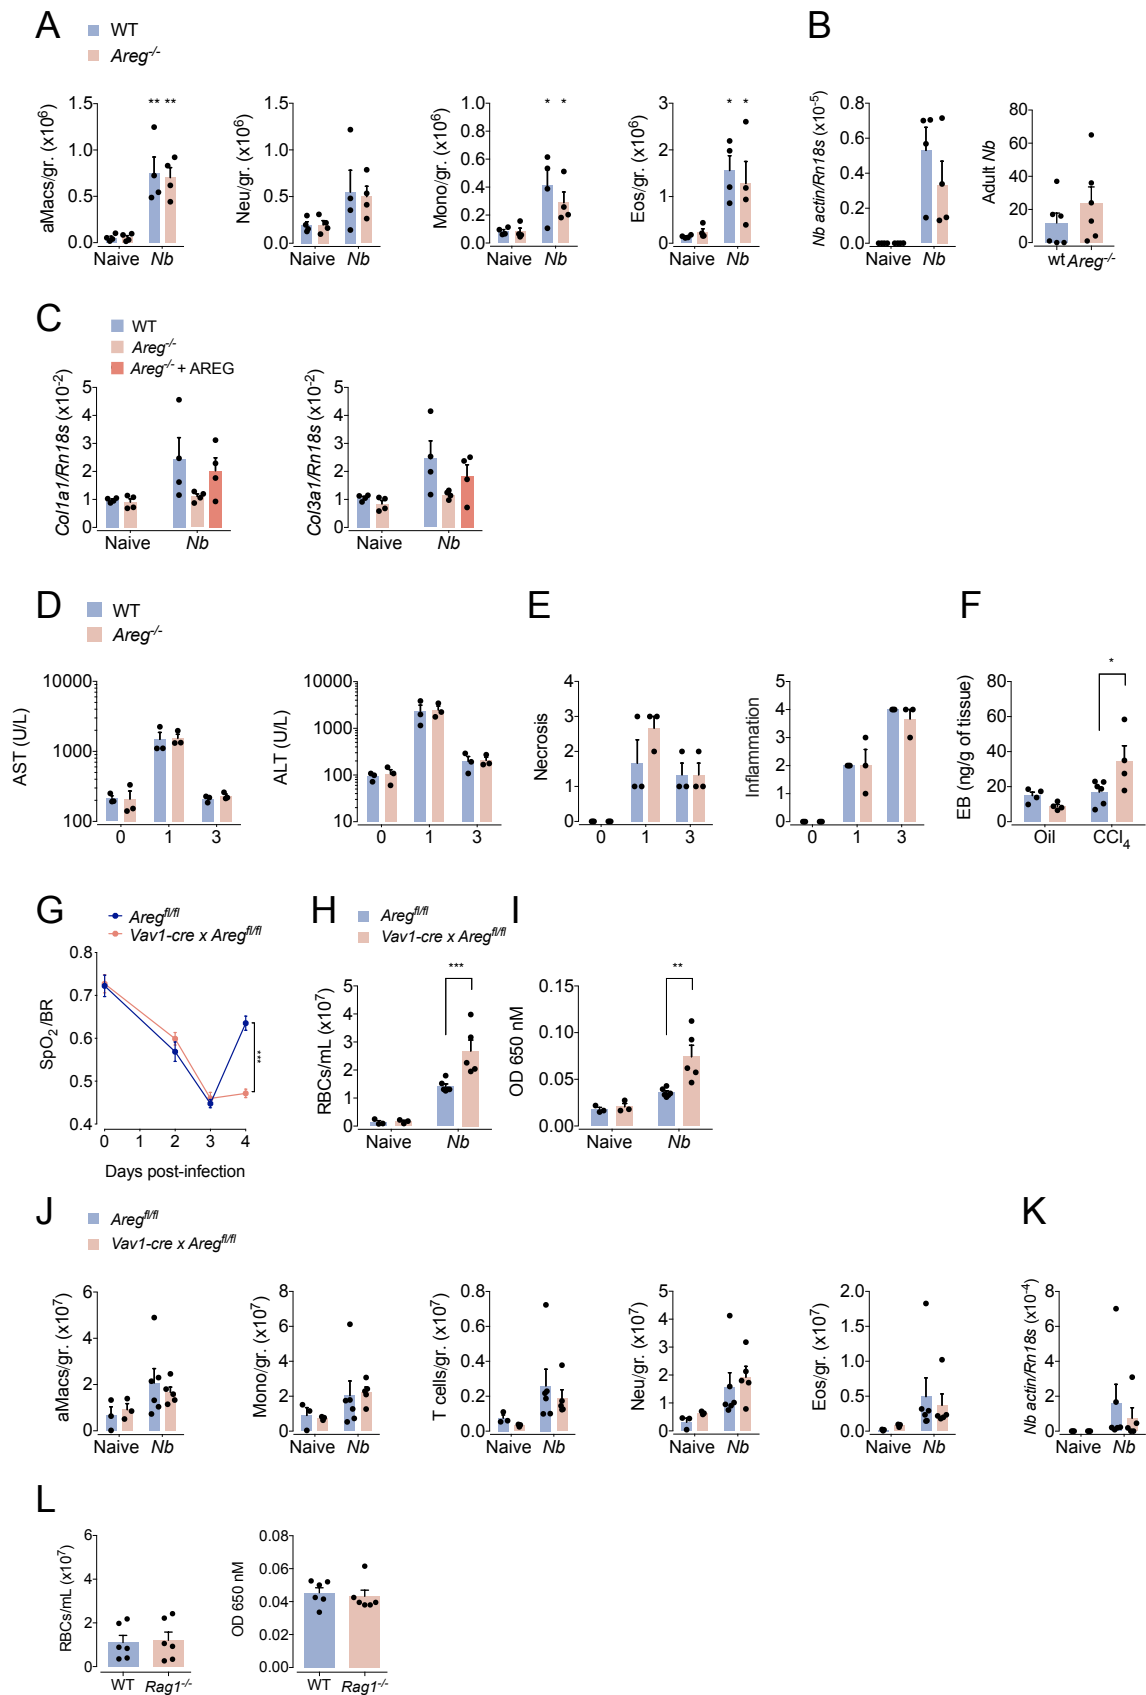 A
WT
Areg-/-
B
aMacs/gr. (x10⁶)
1.5
1.0
0.5
0.0
** **
Naive Nb
Neu/gr. (x10⁶)
1.5
1.0
0.5
0.0
Naive Nb
Mono/gr. (x10⁶)
1.0
0.8
0.6
0.4
0.2
0.0
* *
Naive Nb
Eos/gr. (x10⁶)
3
2
1
0
* *
Naive Nb
Nb actin/Rn18s (x10⁻⁵)
0.8
0.6
0.4
0.2
0.0
Naive Nb
Adult Nb
80
60
40
20
0
wt Areg-/-
C
WT
Areg-/-
Areg-/- + AREG
Col1a1/Rn18s (x10⁻²)
5
4
3
2
1
0
Naive Nb
Col3a1/Rn18s (x10⁻²)
5
4
3
2
1
0
Naive Nb
D
WT
Areg-/-
E
F
AST (U/L)
10000
1000
100
0 1 3
ALT (U/L)
10000
1000
100
10
0 1 3
Necrosis
4
3
2
1
0
0 1 3
Inflammation
5
4
3
2
1
0
0 1 3
EB (ng/g of tissue)
80
60
40
20
0
*
Oil CCl₄
G
Areg fl/fl
Vav1-cre x Areg fl/fl
H
I
Areg fl/fl
Vav1-cre x Areg fl/fl
SpO₂/BR
0.8
0.7
0.6
0.5
0.4
***
0 1 2 3 4
Days post-infection
RBCs/mL (x10⁷)
5
4
3
2
1
0
***
Naive Nb
OD 650 nM
0.15
0.10
0.05
0.00
**
Naive Nb
J
Areg fl/fl
Vav1-cre x Areg fl/fl
K
aMacs/gr. (x10⁷)
6
4
2
0
Naive Nb
Mono/gr. (x10⁷)
8
6
4
2
0
Naive Nb
T cells/gr. (x10⁷)
0.8
0.6
0.4
0.2
0.0
Naive Nb
Neu/gr. (x10⁷)
5
4
3
2
1
0
Naive Nb
Eos/gr. (x10⁷)
2.0
1.5
1.0
0.5
0.0
Naive Nb
Nb actin/Rn18s (x10⁻⁴)
8
6
4
2
0
Naive Nb
L
RBCs/mL (x10⁷)
6
4
2
0
WT Rag1-/-
OD 650 nM
0.08
0.06
0.04
0.02
0.00
WT Rag1-/-